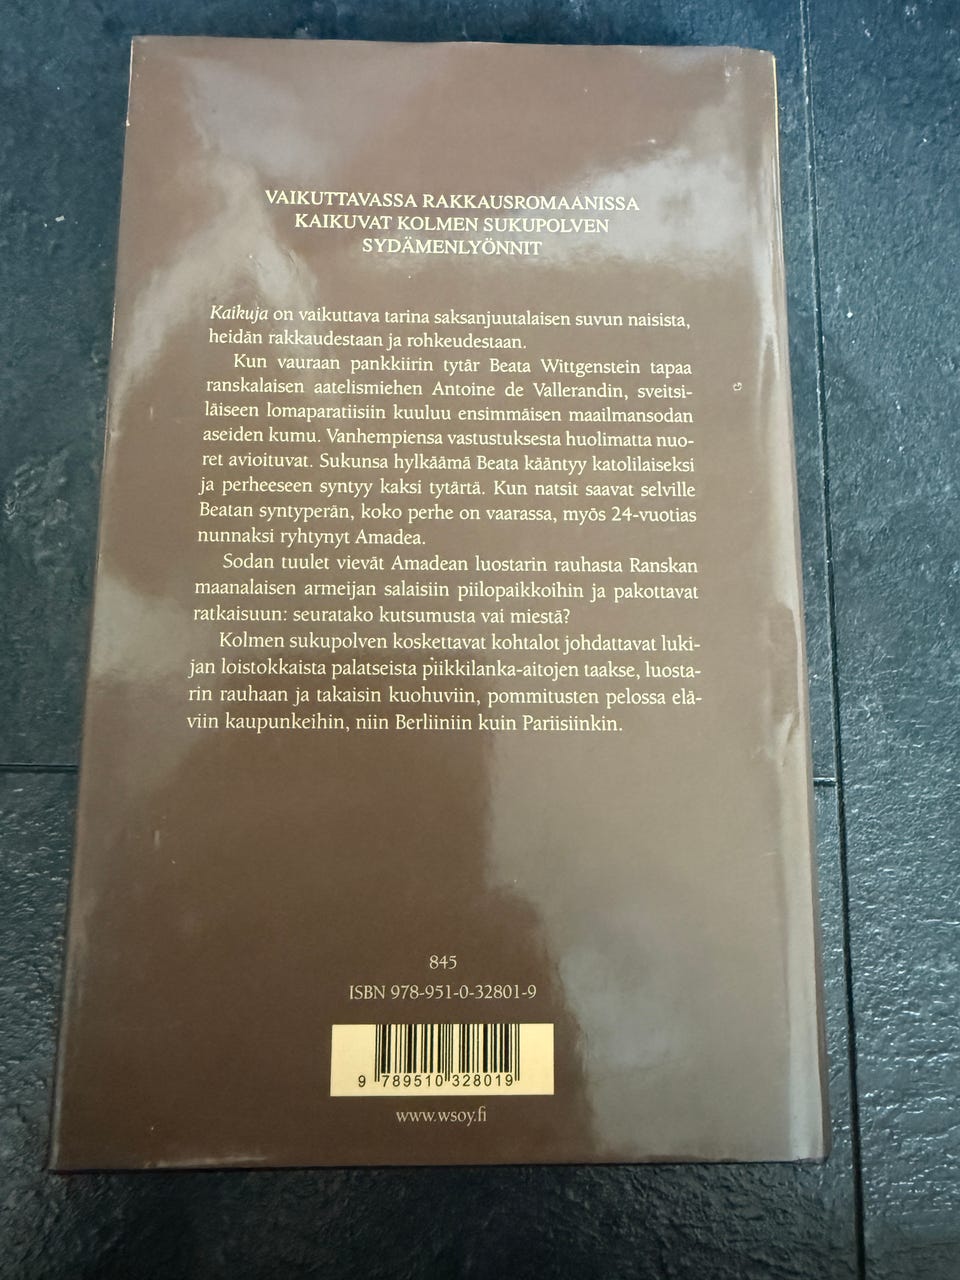 VAIKUTTAVASSA RAKKAUSROMAANISSA
KAIKUVAT KOLMEN SUKUPOLVEN
SYDÄMENLYÖNNIT
Kaikuja on vaikuttava tarina saksanjuutalaisen suvun naisista,
heidän rakkaudestaan ja rohkeudestaan.
Kun vauraan pankkiirin tytär Beata Wittgenstein tapaa
ranskalaisen aatelismiehen Antoine de Vallerandin, sveitsi-
läiseen lomaparatiisiin kuuluu ensimmäisen maailmansodan
aseiden kumu. Vanhempiensa vastustuksesta huolimatta nuo-
ret avioituvat. Sukunsa hylkäämä Beata kääntyy katolilaiseksi
ja perheeseen syntyy kaksi tytärtä. Kun natsit saavat selville
Beatan syntyperän, koko perhe on vaarassa, myös 24-vuotias
nunnaksi ryhtynyt Amadea.
Sodan tuulet vievät Amadean luostarin rauhasta Ranskan
maanalaisen armeijan salaisiin piilopaikkoihin ja pakottavat
ratkaisuun: seuratako kutsumusta vai miestä?
Kolmen sukupolven koskettavat kohtalot johdattavat luki-
jan loistokkaista palatseista piikkilanka-aitojen taakse, luosta-
rin rauhaan ja takaisin kuohuviin, pommitusten pelossa elä-
viin kaupunkeihin, niin Berliiniin kuin Pariisiinkin.
845
ISBN 978-951-0-32801-9
9 789510 328019
www.wsoy.fi